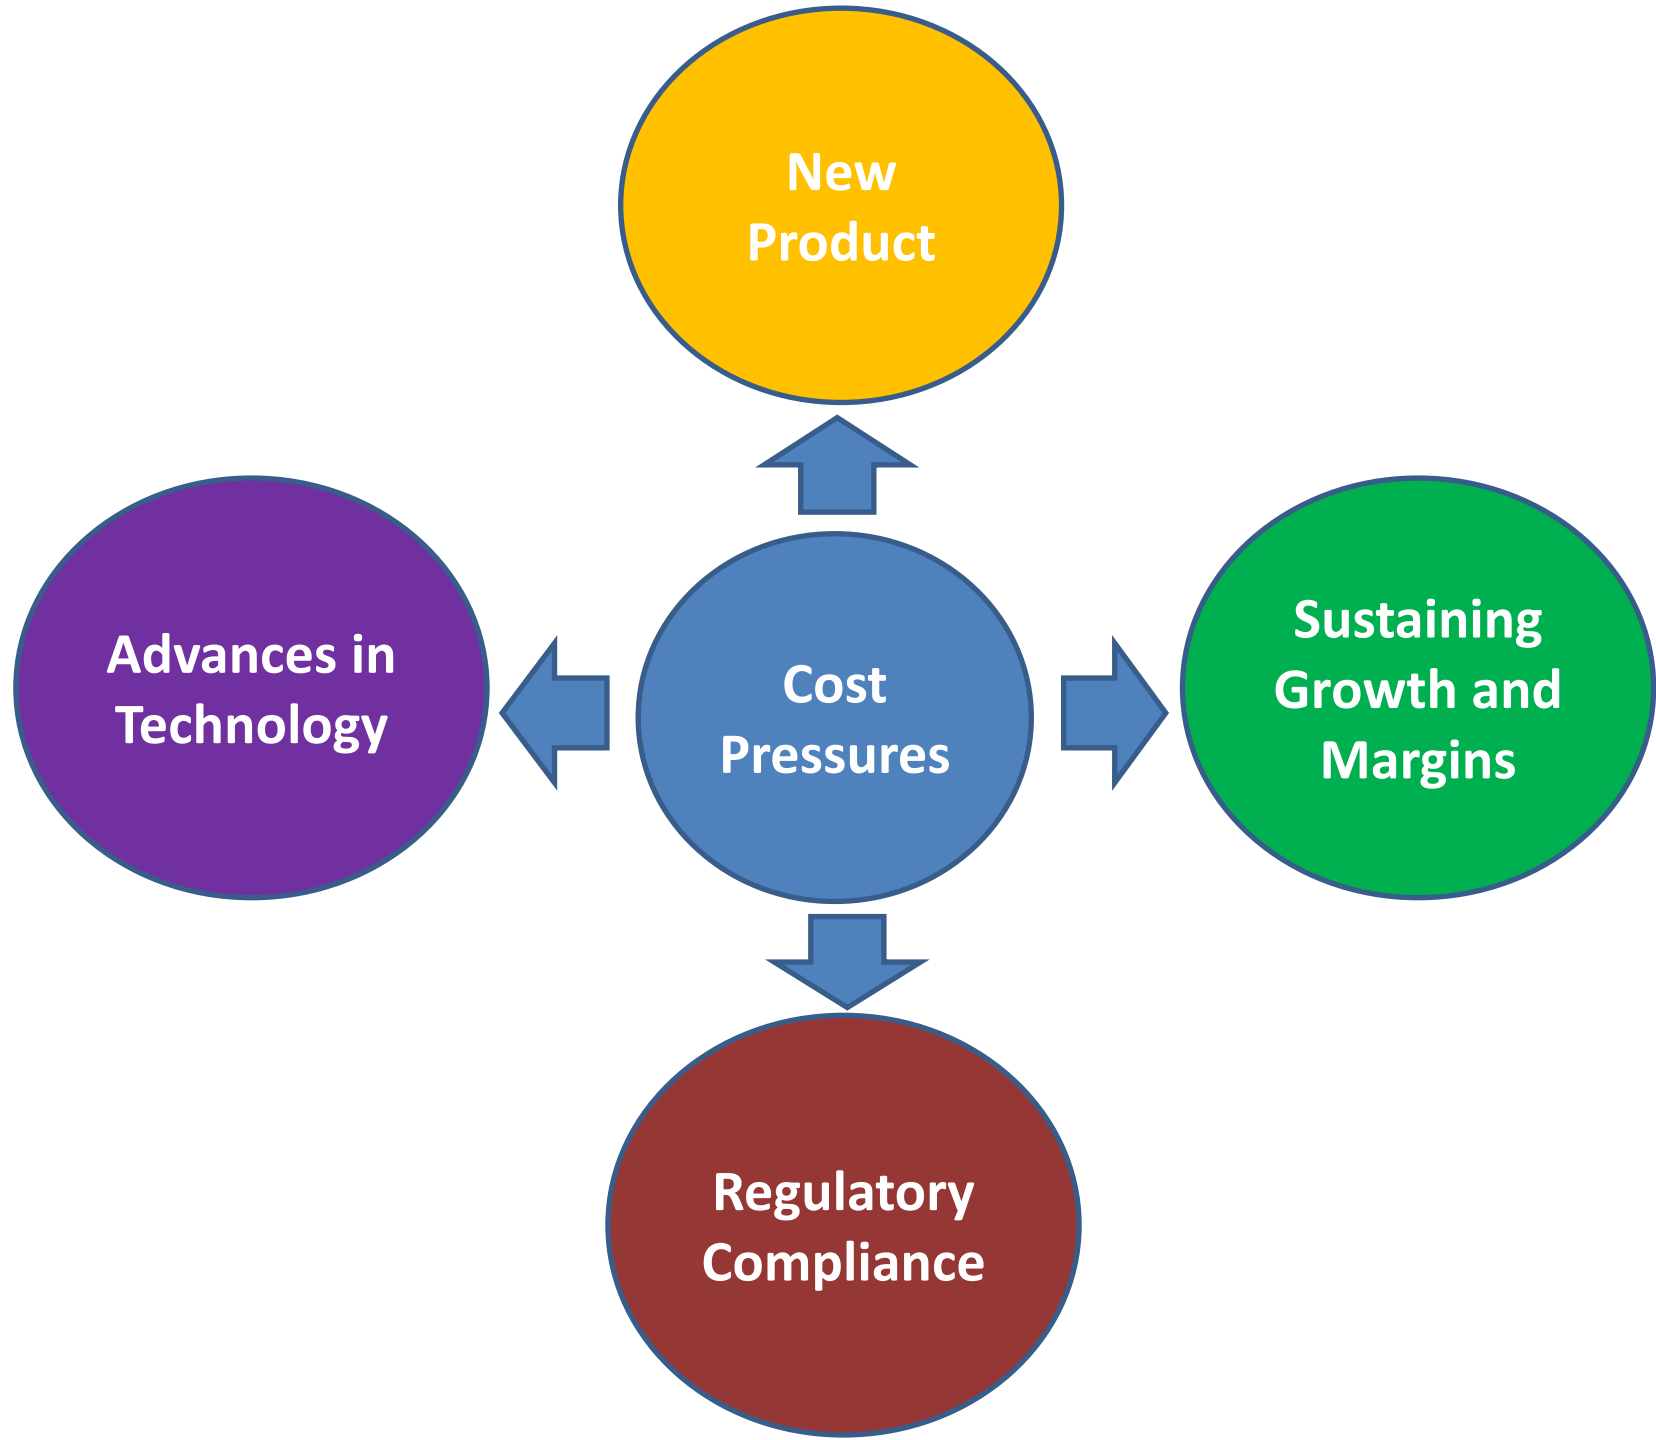 New
Product
Advances in
Technology
Cost
Pressures
Sustaining
Growth and
Margins
Regulatory
Compliance